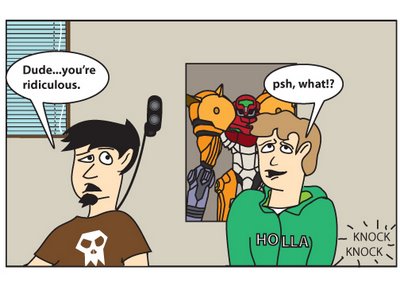 Dude...you're
ridiculous.
psh, what!?
HOLLA
KNOCK
KNOCK